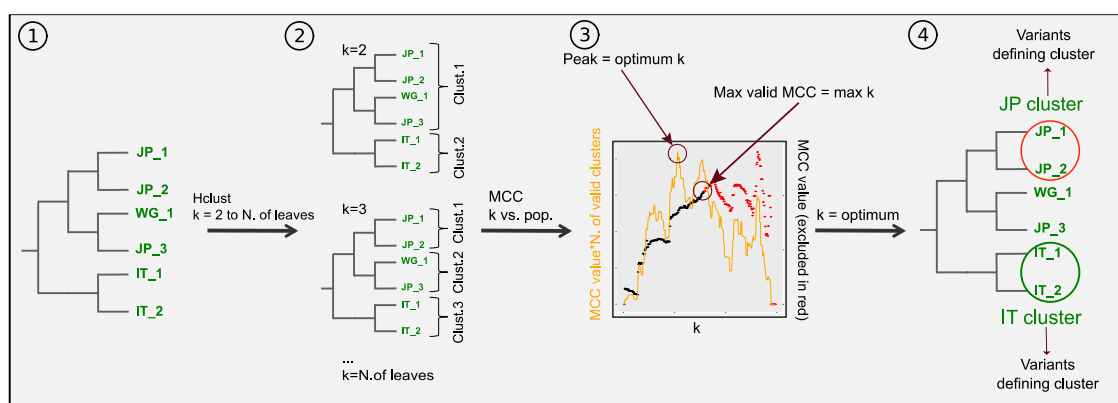 1
JP_1
JP_2
WG_1
JP_3
IT_1
IT_2
Hclust
k = 2 to N. of leaves
2
k=2
JP_1
JP_2
WG_1
JP_3
IT_1
IT_2
Clust.1
Clust.2
k=3
JP_1
JP_2
WG_1
JP_3
IT_1
IT_2
Clust.1
Clust.2
Clust.3
...
k=N.of leaves
MCC
k vs. pop.
3
Peak = optimum k
Max valid MCC = max k
MCC value*N. of valid clusters
MCC value (excluded in red)
k
k = optimum
4
Variants
defining cluster
JP cluster
JP_1
JP_2
WG_1
JP_3
IT_1
IT_2
IT cluster
Variants
defining cluster